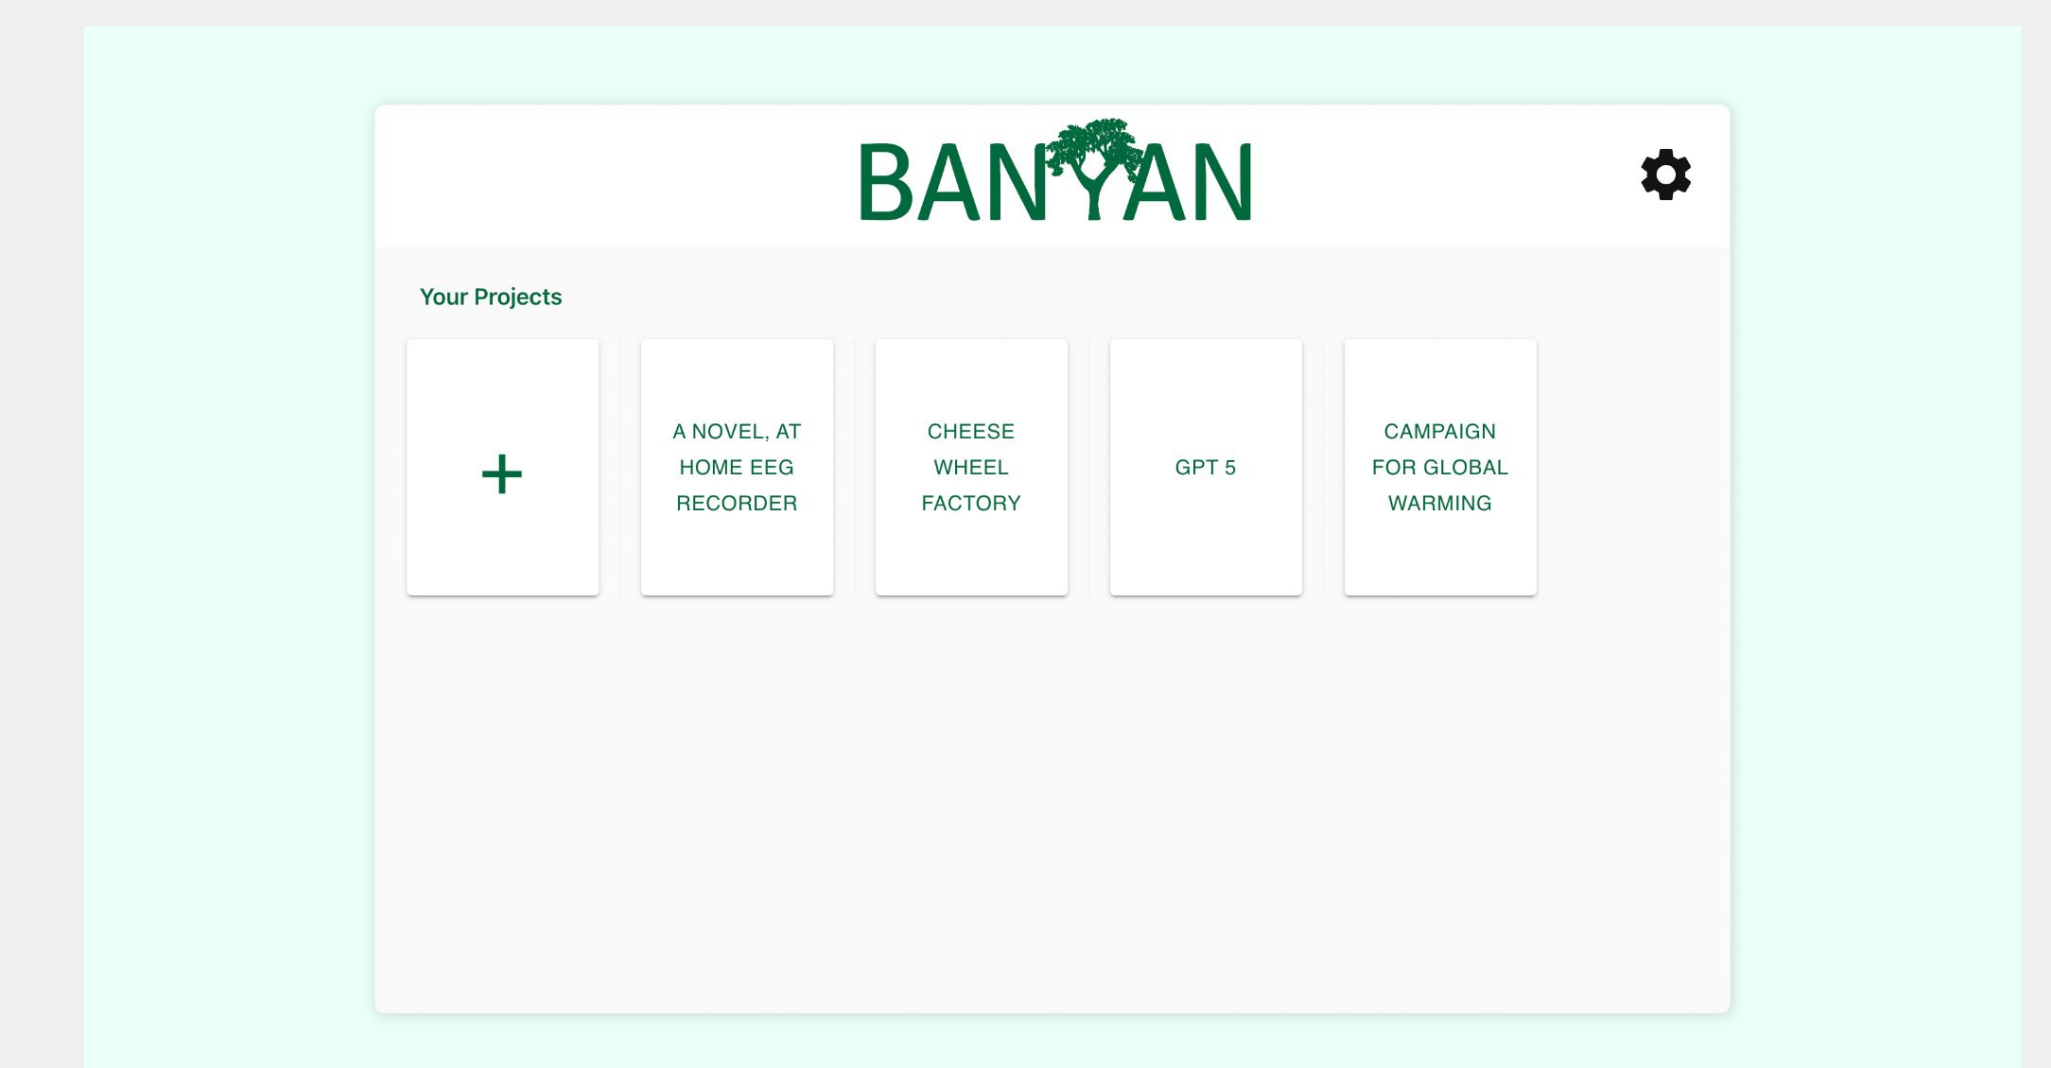 BANYAN
Your Projects
+
A NOVEL, AT
HOME EEG
RECORDER
CHEESE
WHEEL
FACTORY
GPT 5
CAMPAIGN
FOR GLOBAL
WARMING